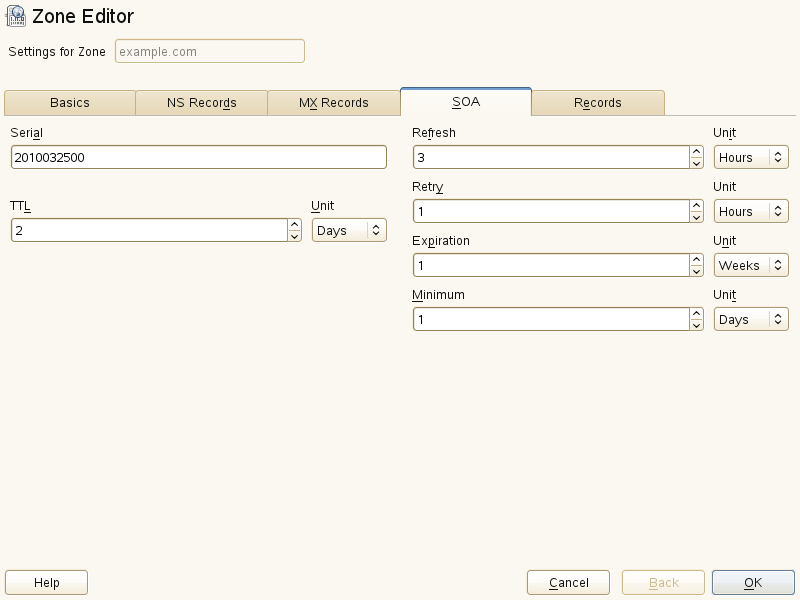 Zone Editor
Settings for Zone example.com
Basics NS Records MX Records SOA Records
Serial
2010032500
TTL Unit
2 Days
Refresh Unit
3 Hours
Retry Unit
1 Hours
Expiration Unit
1 Weeks
Minimum Unit
1 Days
Help Cancel Back OK